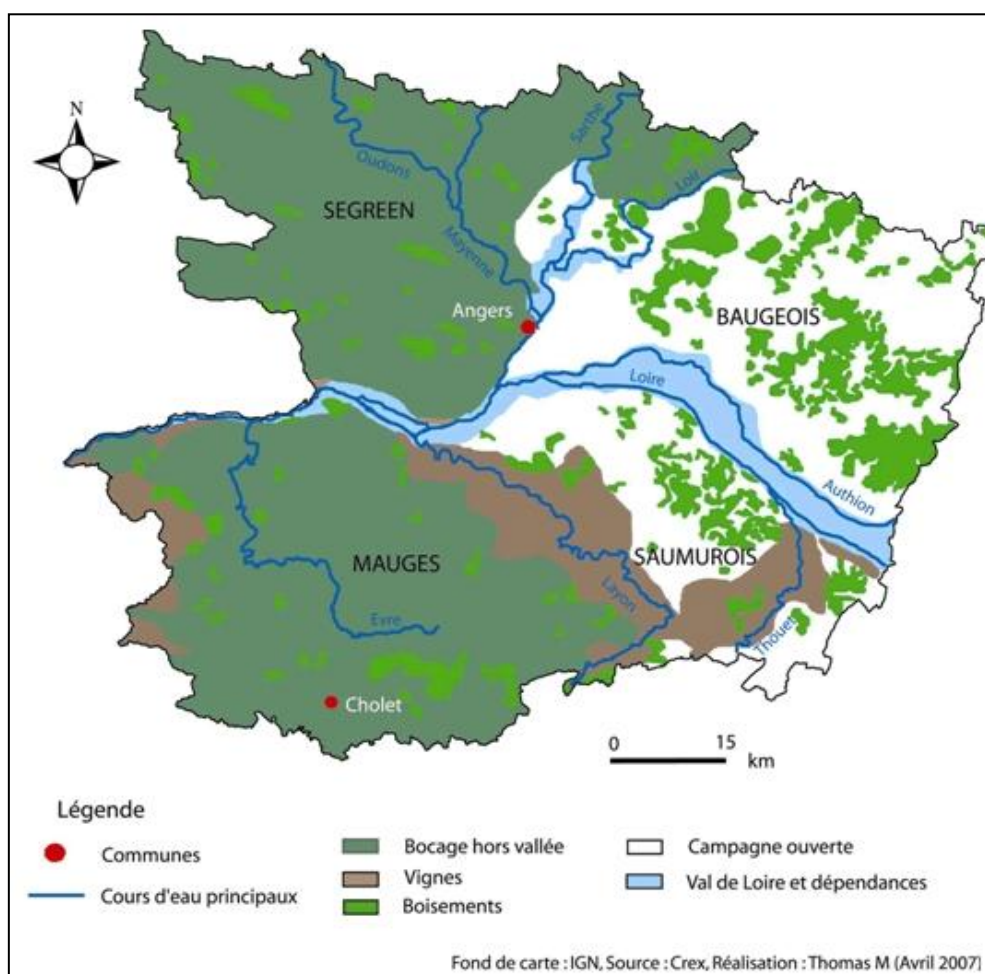 N
Oudons
Sarthe
Loir
SEGREEN
Mayenne
Angers
BAUGEOIS
Loire
Authion
SAUMUROIS
MAUGES
Layon
Evre
Thouet
Cholet
0 15
km
Légende
Communes
Cours d'eau principaux
Bocage hors vallée
Vignes
Boisements
Campagne ouverte
Val de Loire et dépendances
Fond de carte : IGN, Source : Crex, Réalisation : Thomas M (Avril 2007)